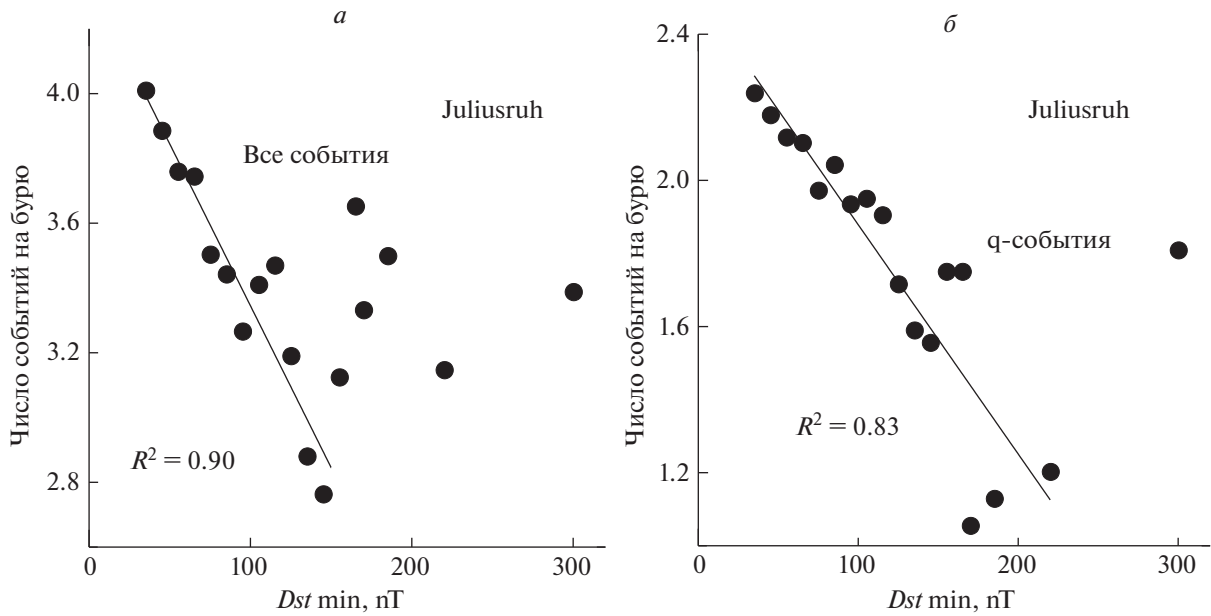 а
Число событий на бурю
4.0
3.6
3.2
2.8
Juliusruh
Все события
R² = 0.90
0 100 200 300
Dst min, nT
б
Число событий на бурю
2.4
2.0
1.6
1.2
Juliusruh
q-события
R² = 0.83
0 100 200 300
Dst min, nT